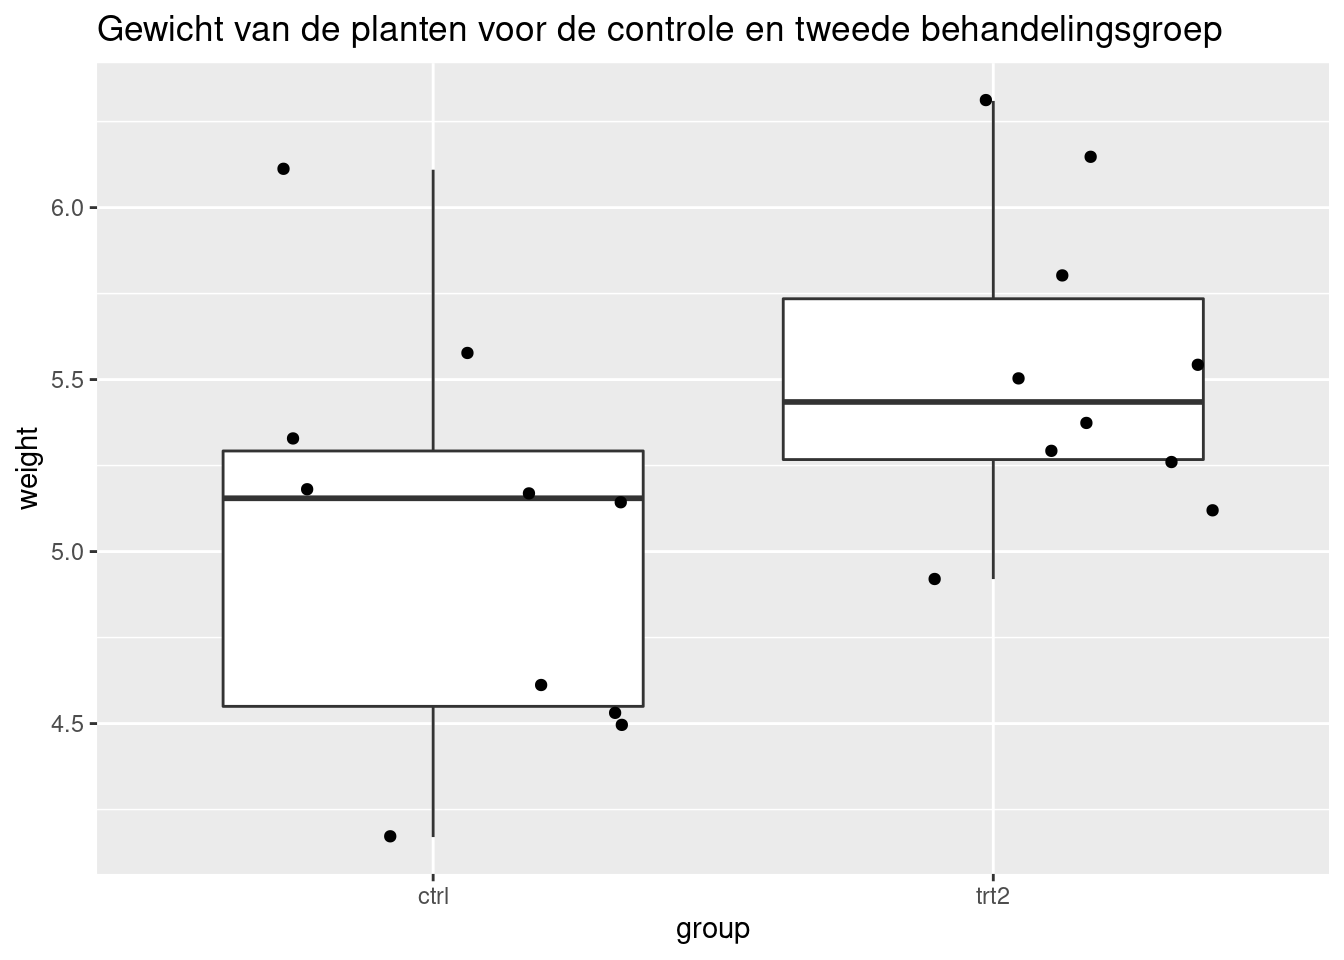 Gewicht van de planten voor de controle en tweede behandelingsgroep
weight
6.0
5.5
5.0
4.5
ctrl
trt2
group